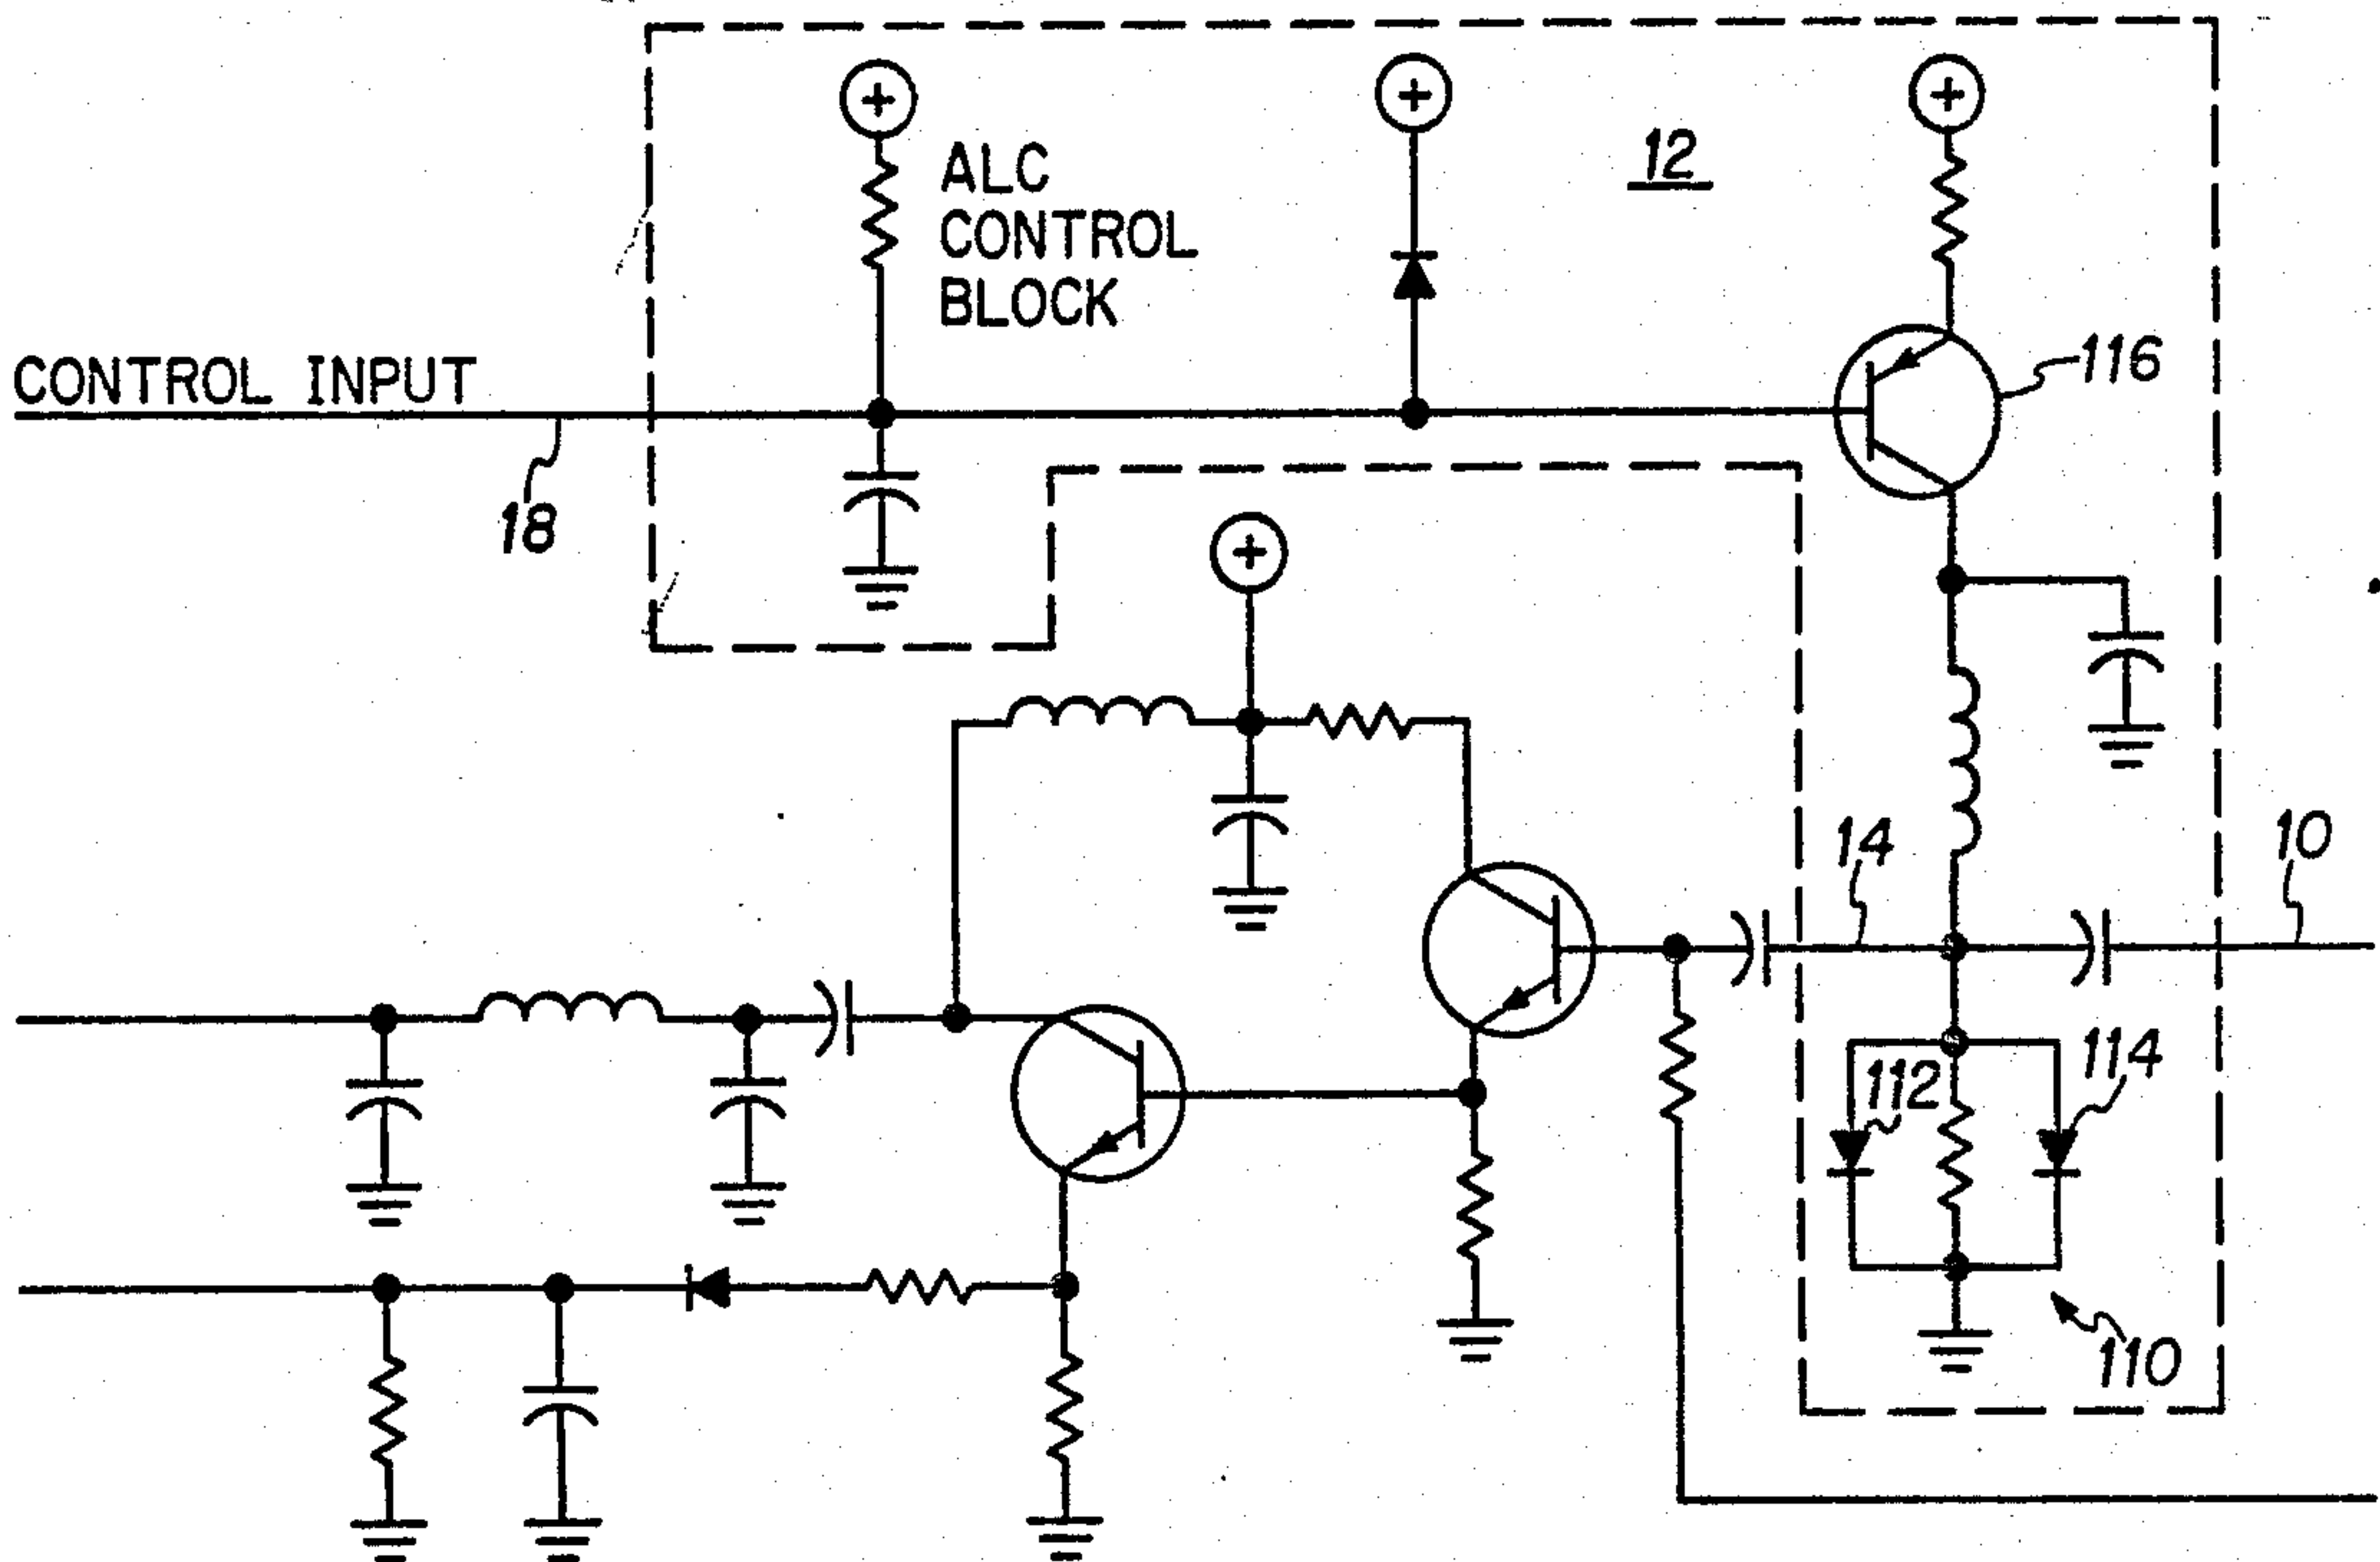 ALC
CONTROL
BLOCK
12
CONTROL INPUT
116
18
14
10
112
114
110